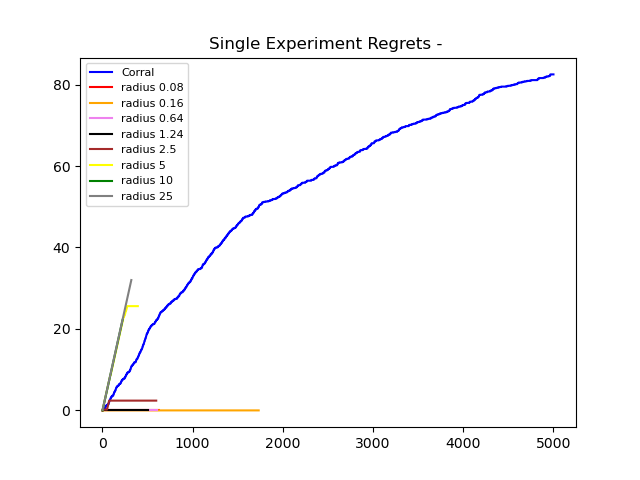 Single Experiment Regrets -
Corral
radius 0.08
radius 0.16
radius 0.64
radius 1.24
radius 2.5
radius 5
radius 10
radius 25
80
60
40
20
0
0 1000 2000 3000 4000 5000